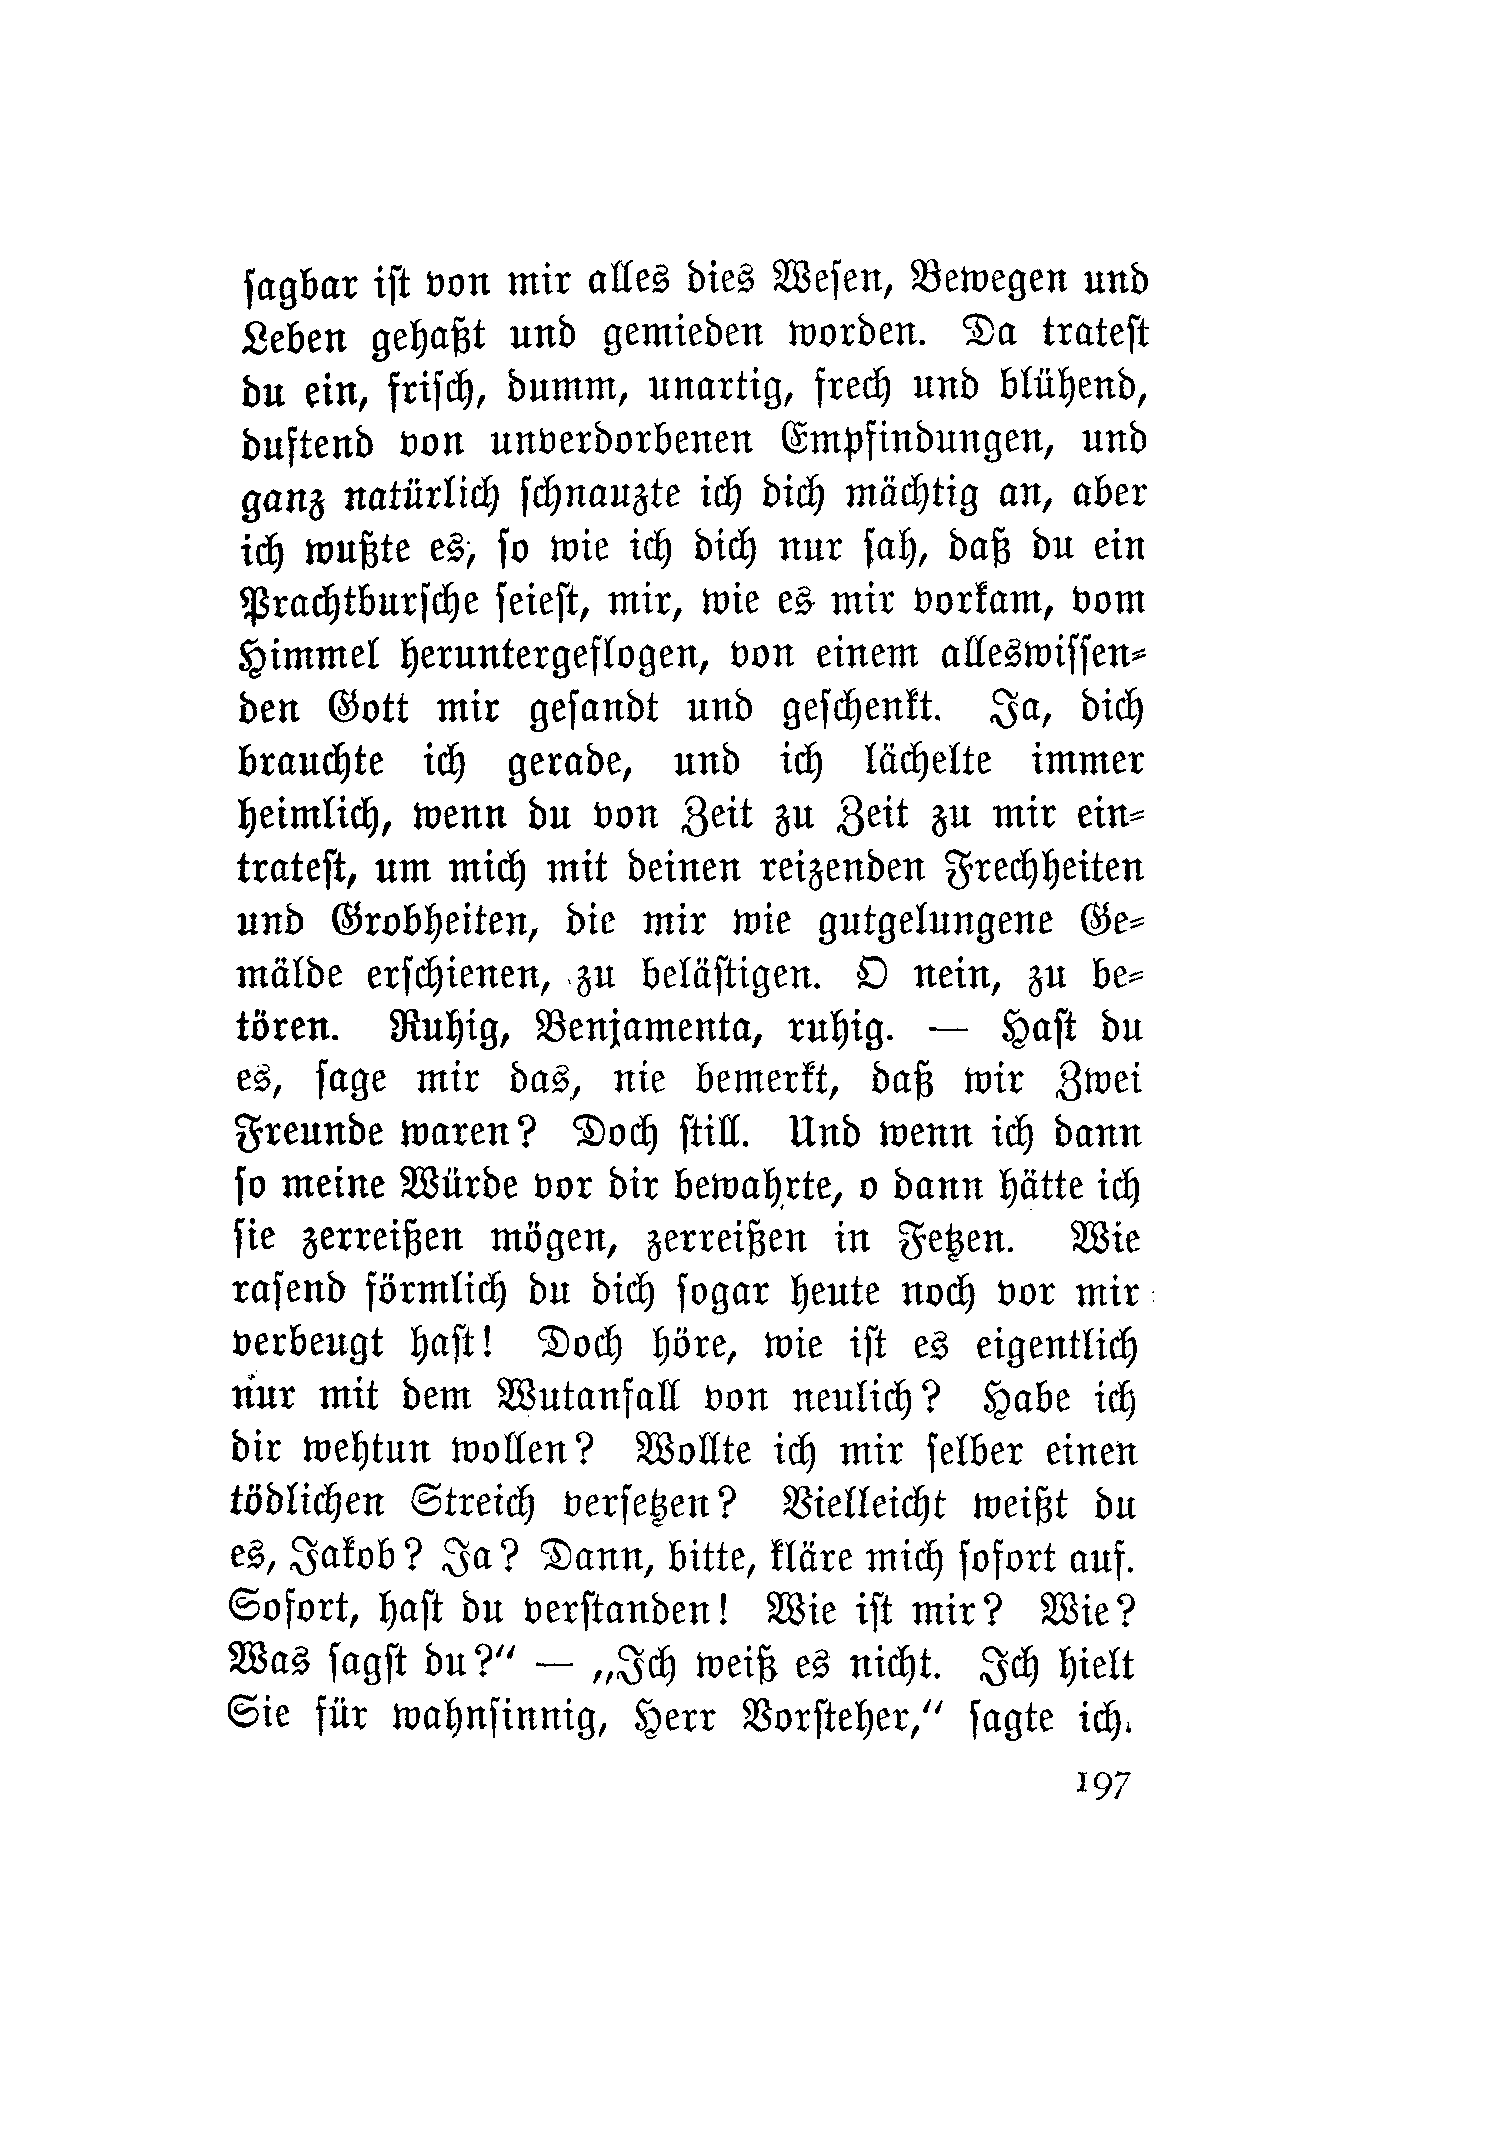 sagbar ist von mir alles dies Wesen, Bewegen und
Leben gehaßt und gemieden worden. Da tratest
du ein, frisch, dumm, unartig, frech und blühend,
duftend von unverdorbenen Empfindungen, und
ganz natürlich schnauzte ich dich mächtig an, aber
ich wußte es, so wie ich dich nur sah, daß du ein
Prachtbursche seiest, mir, wie es mir vorkam, vom
Himmel heruntergeflogen, von einem alleswissen-
den Gott mir gesandt und geschenkt. Ja, dich
brauchte ich gerade, und ich lächelte immer
heimlich, wenn du von Zeit zu Zeit zu mir ein-
tratest, um mich mit deinen reizenden Frechheiten
und Grobheiten, die mir wie gutgelungene Ge-
mälde erschienen, zu belästigen. O nein, zu be-
tören. Ruhig, Benjamenta, ruhig. — Hast du
es, sage mir das, nie bemerkt, daß wir Zwei
Freunde waren? Doch still. Und wenn ich dann
so meine Würde vor dir bewahrte, o dann hätte ich
sie zerreißen mögen, zerreißen in Fetzen. Wie
rasend förmlich du dich sogar heute noch vor mir
verbeugt hast! Doch höre, wie ist es eigentlich
nur mit dem Wutanfall von neulich? Habe ich
dir wehtun wollen? Wollte ich mir selber einen
tödlichen Streich versetzen? Vielleicht weißt du
es, Jakob? Ja? Dann, bitte, kläre mich sofort auf.
Sofort, hast du verstanden! Wie ist mir? Wie?
Was sagst du?“ — „Ich weiß es nicht. Ich hielt
Sie für wahnsinnig, Herr Vorsteher,“ sagte ich.
197